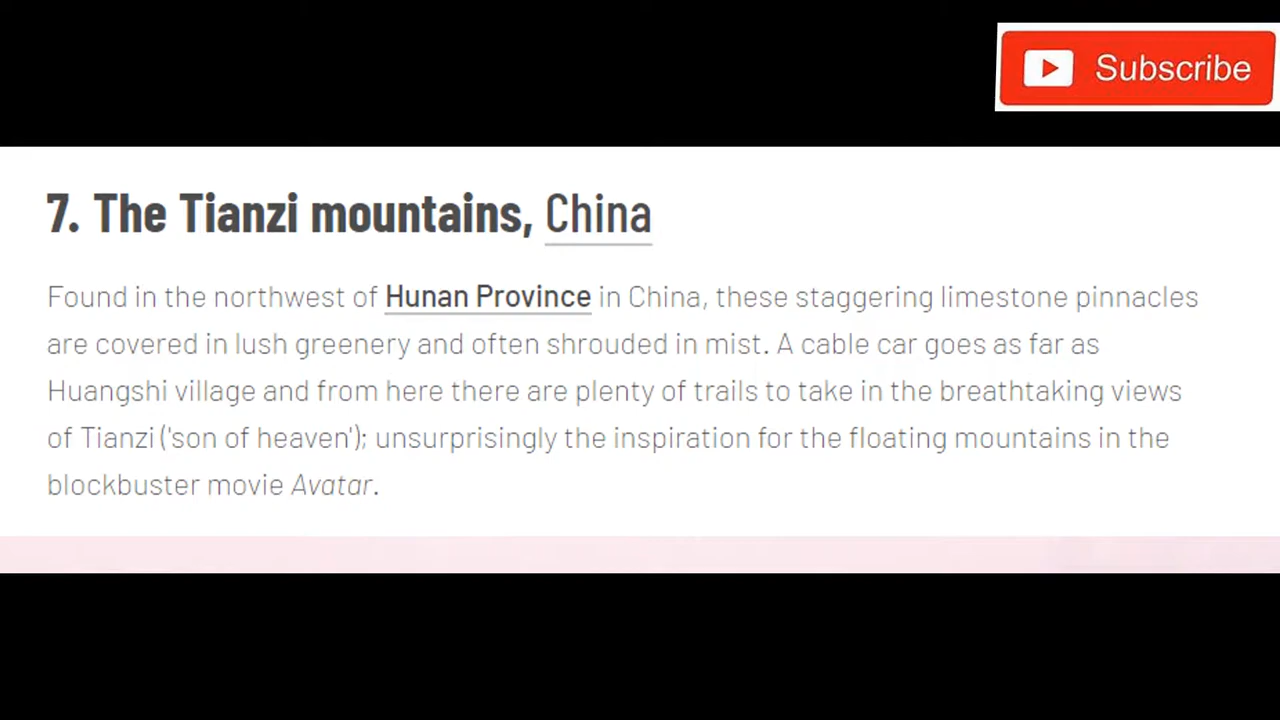 Subscribe
7. The Tianzi mountains, China
Found in the northwest of Hunan Province in China, these staggering limestone pinnacles
are covered in lush greenery and often shrouded in mist. A cable car goes as far as
Huangshi village and from here there are plenty of trails to take in the breathtaking views
of Tianzi ('son of heaven'); unsurprisingly the inspiration for the floating mountains in the
blockbuster movie Avatar.